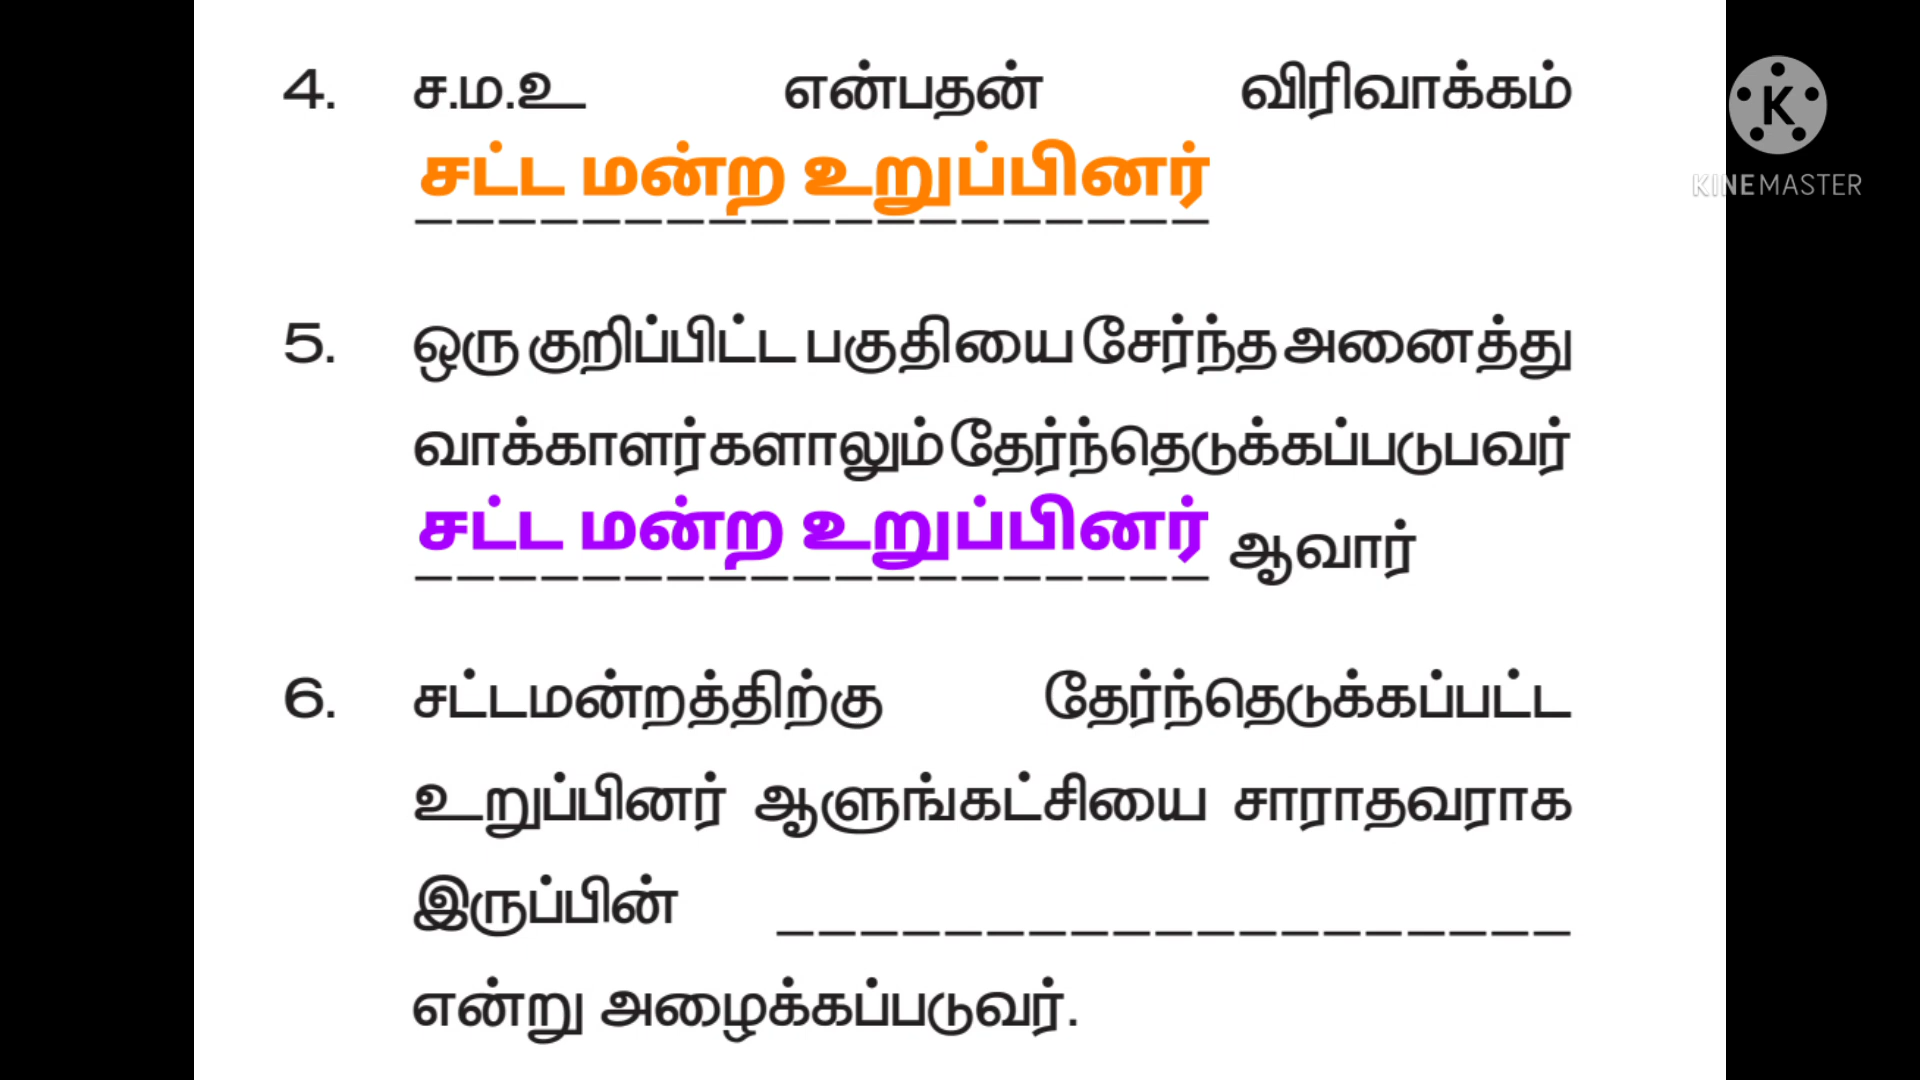 4. ச.ம.உ என்பதன் விரிவாக்கம்
சட்ட மன்ற உறுப்பினர்
____________________
5. ஒரு குறிப்பிட்ட பகுதியை சேர்ந்த அனைத்து
வாக்காளர்களாலும் தேர்ந்தெடுக்கப்படுபவர்
சட்ட மன்ற உறுப்பினர் ஆவார்
6. சட்டமன்றத்திற்கு தேர்ந்தெடுக்கப்பட்ட
உறுப்பினர் ஆளுங்கட்சியை சாராதவராக
இருப்பின் ___________________
என்று அழைக்கப்படுவர்.
K
KINEMASTER